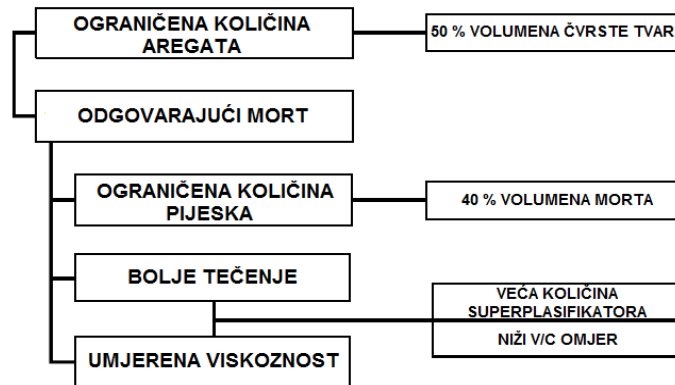 OGRANIČENA KOLIČINA
AREGATA
50 % VOLUMENA ČVRSTE TVARI
ODGOVARAJUĆI MORT
OGRANIČENA KOLIČINA
PIJESKA
40 % VOLUMENA MORTA
BOLJE TEČENJE
VEĆA KOLIČINA
SUPERPLASIFIKATORA
NIŽI V/C OMJER
UMJERENA VISKOZNOST